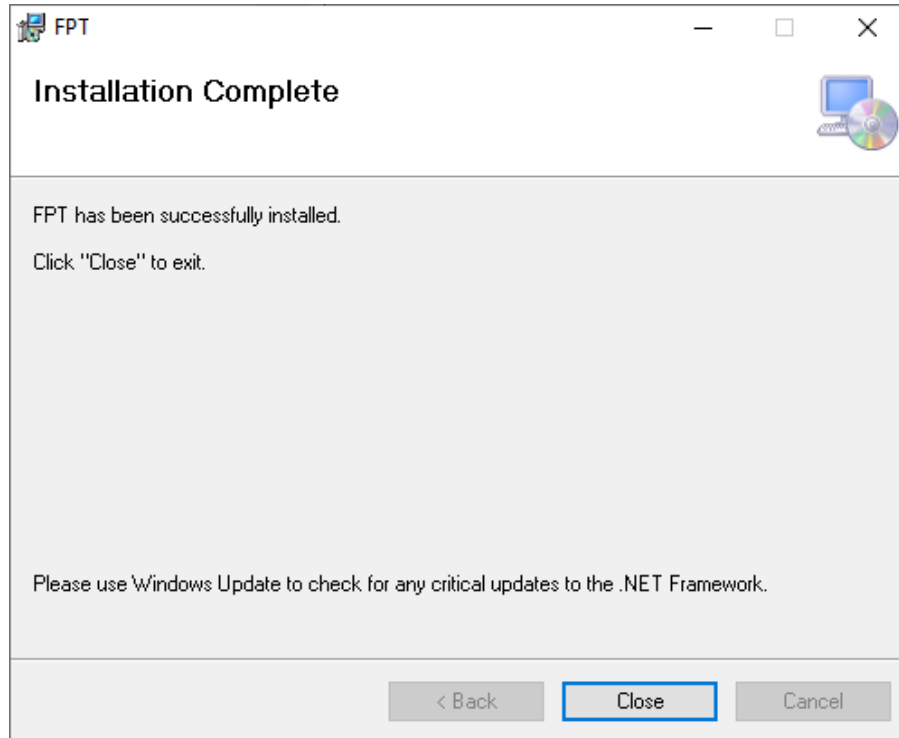 FPT
Installation Complete
FPT has been successfully installed.
Click "Close" to exit.
Please use Windows Update to check for any critical updates to the .NET Framework.
< Back
Close
Cancel